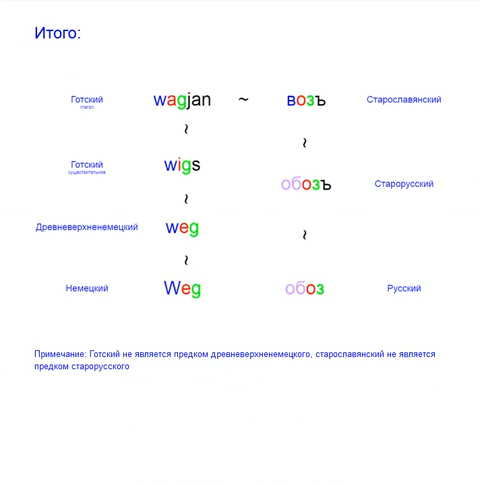 Итого:
Готский wagjan ~ возъ Старославянский
глагол
~
~
Готский wigs
существительное
обозъ Старорусский
~
Древневерхненемецкий weg
~
~
Немецкий Weg обоз Русский
Примечание: Готский не является предком древневерхненемецкого, старославянский не является
предком старорусского